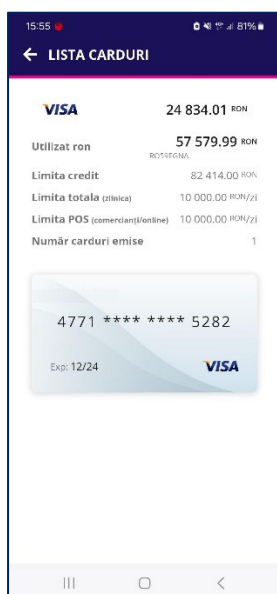 15:55 81%
← LISTA CARDURI
VISA 24 834.01 RON
Utilizat ron 57 579.99 RON
Limita credit 82 414.00 RON
Limita totala (zilnica) 10 000.00 RON/zi
Limita POS (comercianți/online) 10 000.00 RON/zi
Număr carduri emise 1
4771 **** **** 5282
Exp: 12/24 VISA